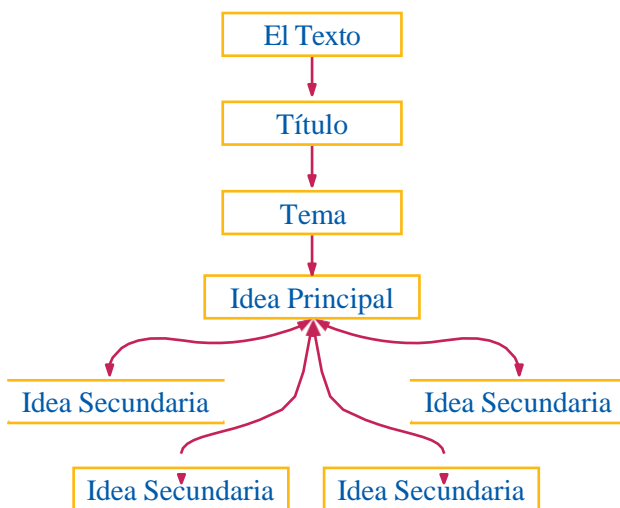 El Texto
Título
Tema
Idea Principal
Idea Secundaria
Idea Secundaria
Idea Secundaria
Idea Secundaria